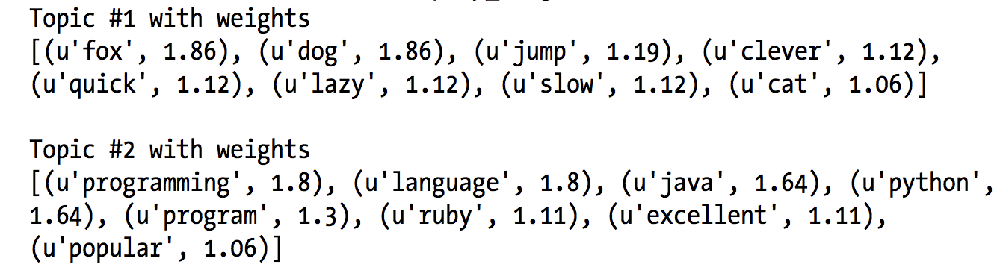 Topic #1 with weights
[(u'fox', 1.86), (u'dog', 1.86), (u'jump', 1.19), (u'clever', 1.12),
(u'quick', 1.12), (u'lazy', 1.12), (u'slow', 1.12), (u'cat', 1.06)]
Topic #2 with weights
[(u'programming', 1.8), (u'language', 1.8), (u'java', 1.64), (u'python',
1.64), (u'program', 1.3), (u'ruby', 1.11), (u'excellent', 1.11),
(u'popular', 1.06)]